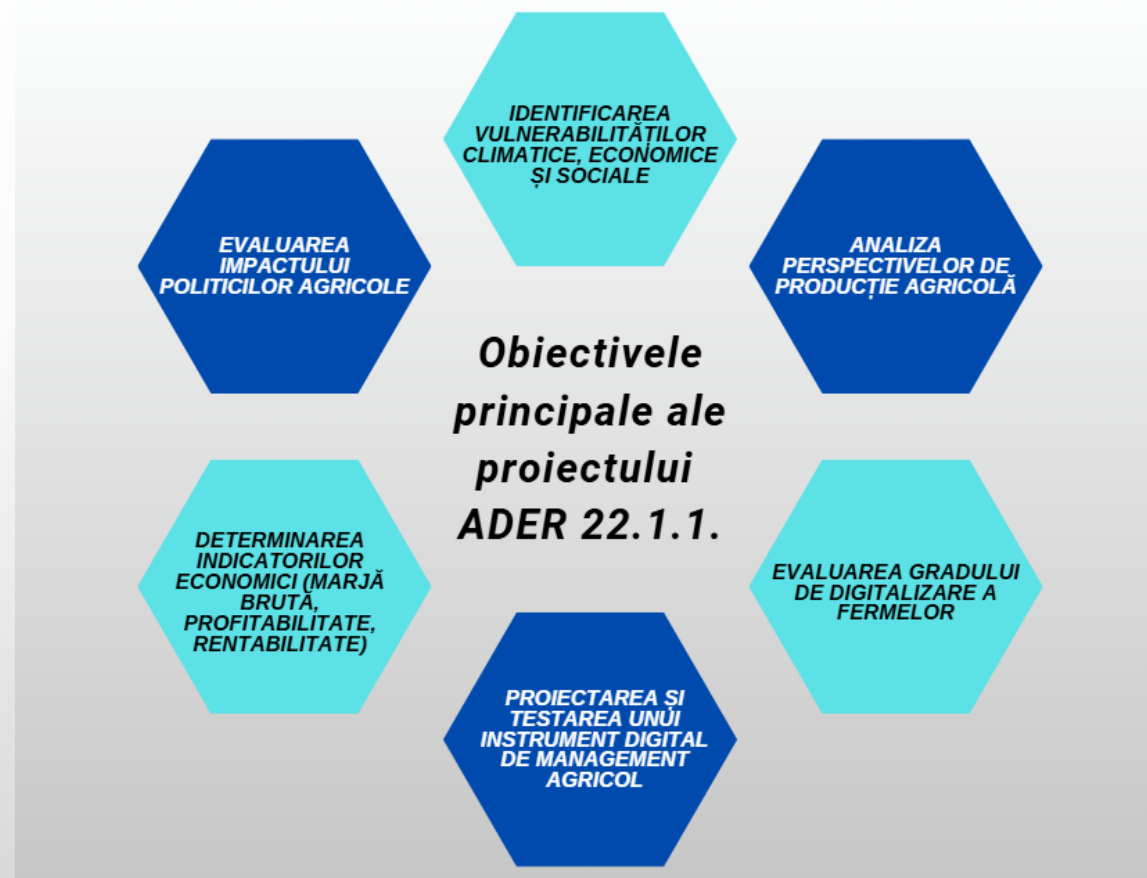 IDENTIFICAREA
VULNERABILITĂȚILOR
CLIMATICE, ECONOMICE
ȘI SOCIALE
EVALUAREA
IMPACTULUI
POLITICILOR AGRICOLE
ANALIZA
PERSPECTIVELOR DE
PRODUCȚIE AGRICOLĂ
Obiectivele
principale ale
proiectului
ADER 22.1.1.
DETERMINAREA
INDICATORILOR
ECONOMICI (MARJĂ
BRUTĂ,
PROFITABILITATE,
RENTABILITATE)
EVALUAREA GRADULUI
DE DIGITALIZARE A
FERMELOR
PROIECTAREA ȘI
TESTAREA UNUI
INSTRUMENT DIGITAL
DE MANAGEMENT
AGRICOL